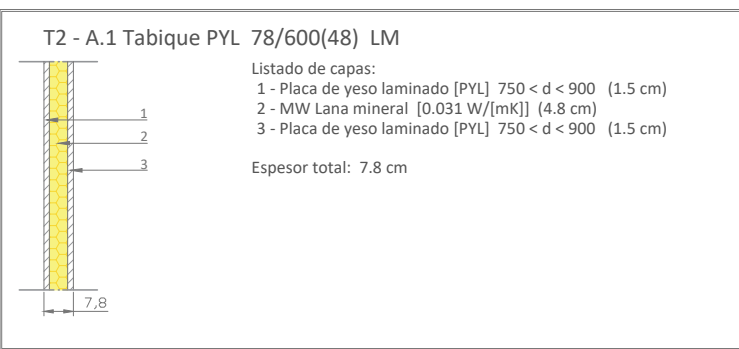 T2 - A.1 Tabique PYL 78/600(48) LM
Listado de capas:
1 - Placa de yeso laminado [PYL] 750 < d < 900 (1.5 cm)
2 - MW Lana mineral [0.031 W/[mK]] (4.8 cm)
3 - Placa de yeso laminado [PYL] 750 < d < 900 (1.5 cm)
Espesor total: 7.8 cm
1
2
3
7,8